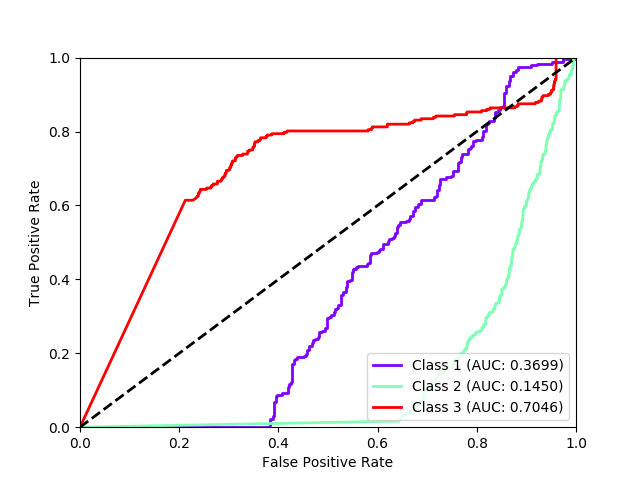 1.0
0.8
0.6
0.4
0.2
0.0
True Positive Rate
Class 1 (AUC: 0.3699)
Class 2 (AUC: 0.1450)
Class 3 (AUC: 0.7046)
0.0 0.2 0.4 0.6 0.8 1.0
False Positive Rate